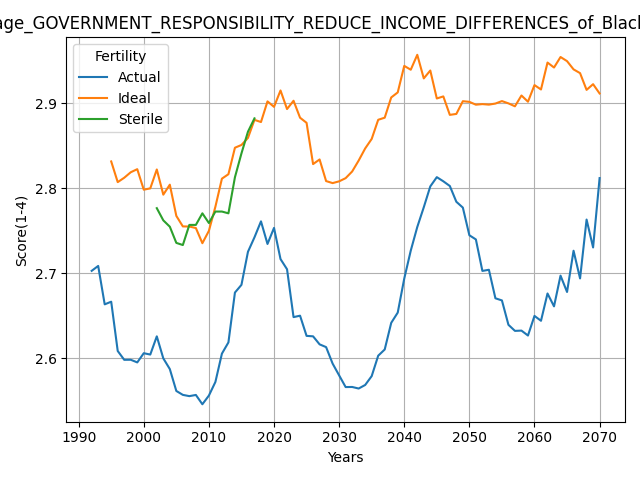 age_GOVERNMENT_RESPONSIBILITY_REDUCE_INCOME_DIFFERENCES_of_Black
Fertility
Actual
Ideal
Sterile
Score(1-4)
2.9
2.8
2.7
2.6
1990 2000 2010 2020 2030 2040 2050 2060 2070
Years